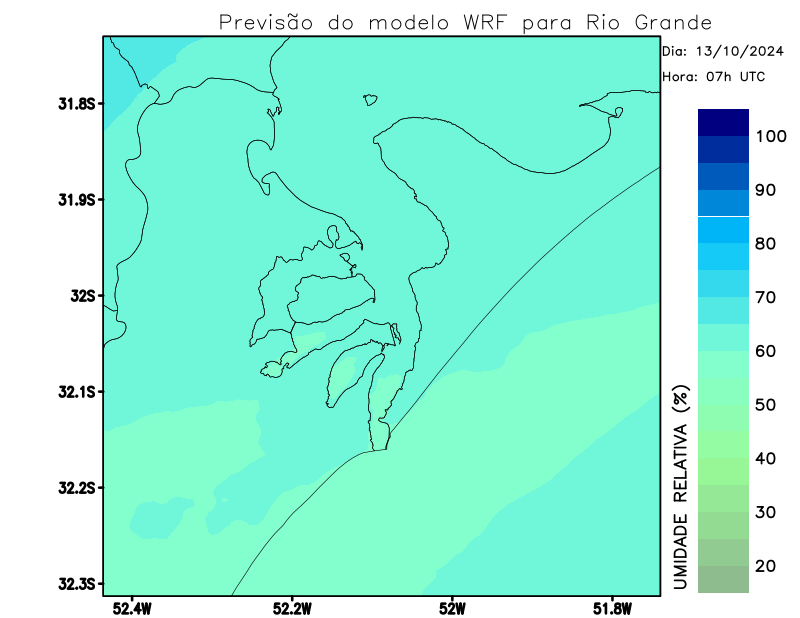 Previsão do modelo WRF para Rio Grande
Dia: 13/10/2024
Hora: 07h UTC
31.8S
31.9S
32S
32.1S
32.2S
32.3S
52.4W
52.2W
52W
51.8W
UMIDADE RELATIVA (%)
100
90
80
70
60
50
40
30
20